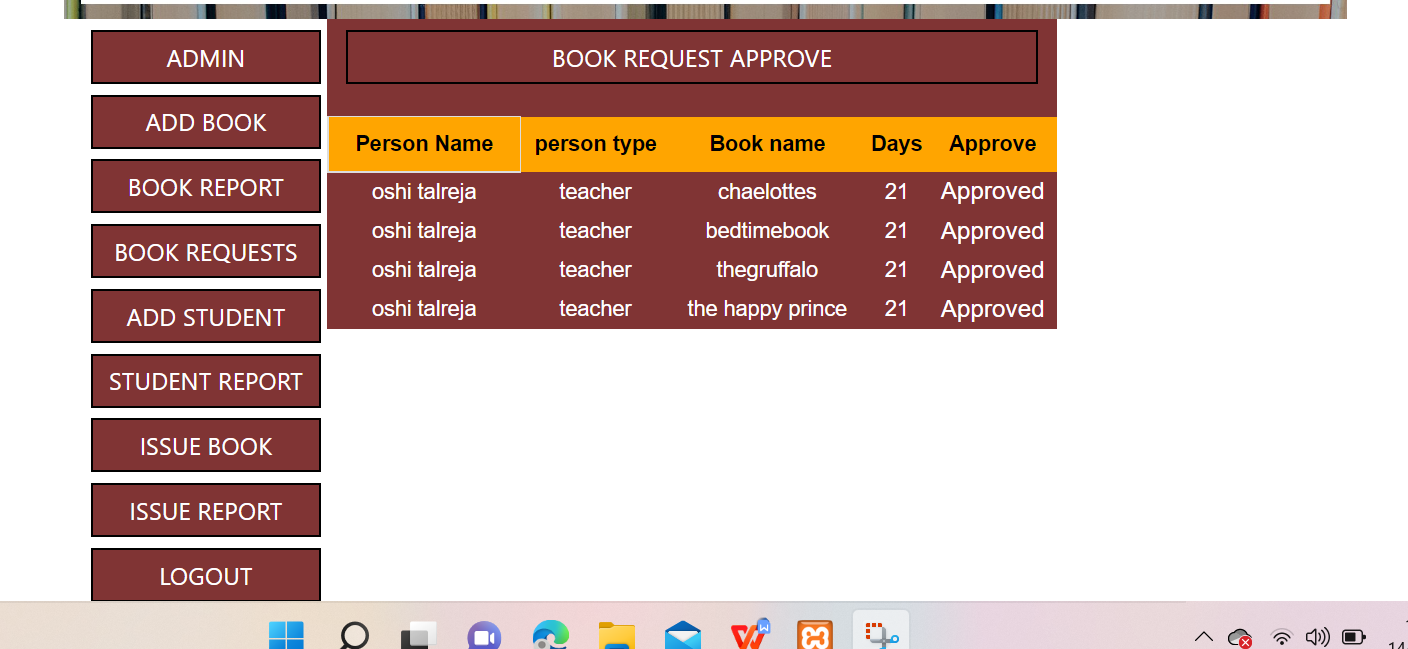 ADMIN
ADD BOOK
BOOK REPORT
BOOK REQUESTS
ADD STUDENT
STUDENT REPORT
ISSUE BOOK
ISSUE REPORT
LOGOUT
BOOK REQUEST APPROVE
Person Name person type Book name Days Approve
oshi talreja teacher chaelottes 21 Approved
oshi talreja teacher bedtimebook 21 Approved
oshi talreja teacher thegruffalo 21 Approved
oshi talreja teacher the happy prince 21 Approved